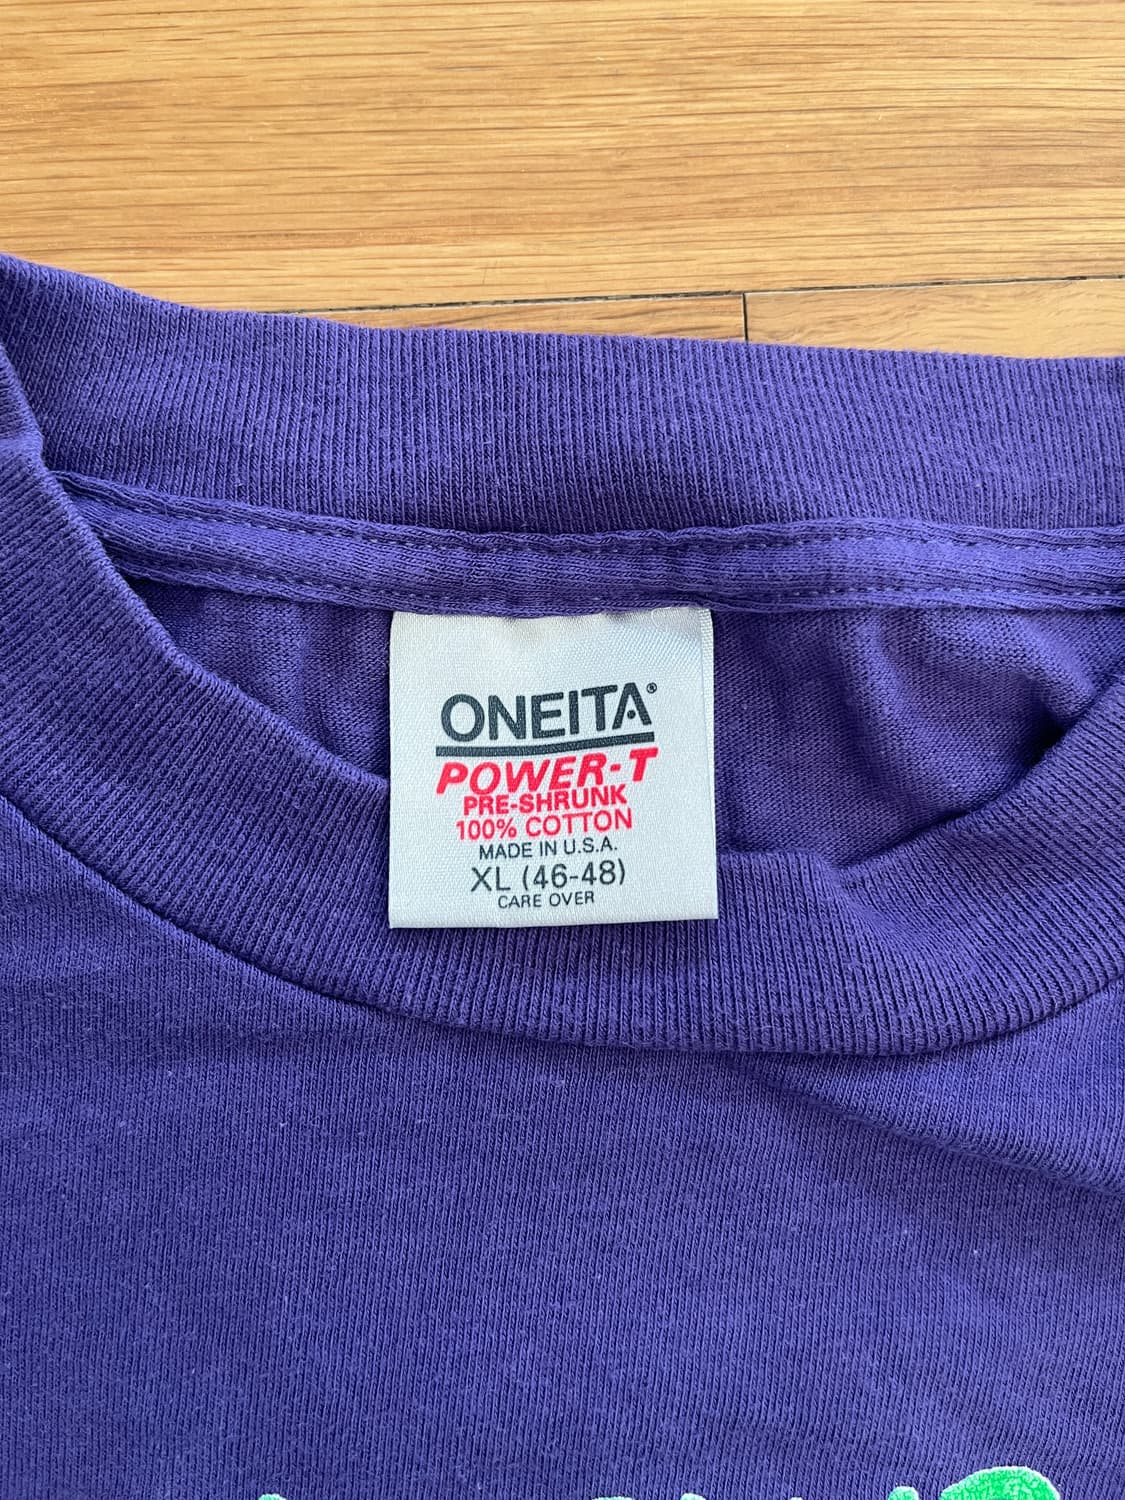 ONEITA®
POWER-T
PRE-SHRUNK
100% COTTON
MADE IN U.S.A.
XL (46-48)
CARE OVER